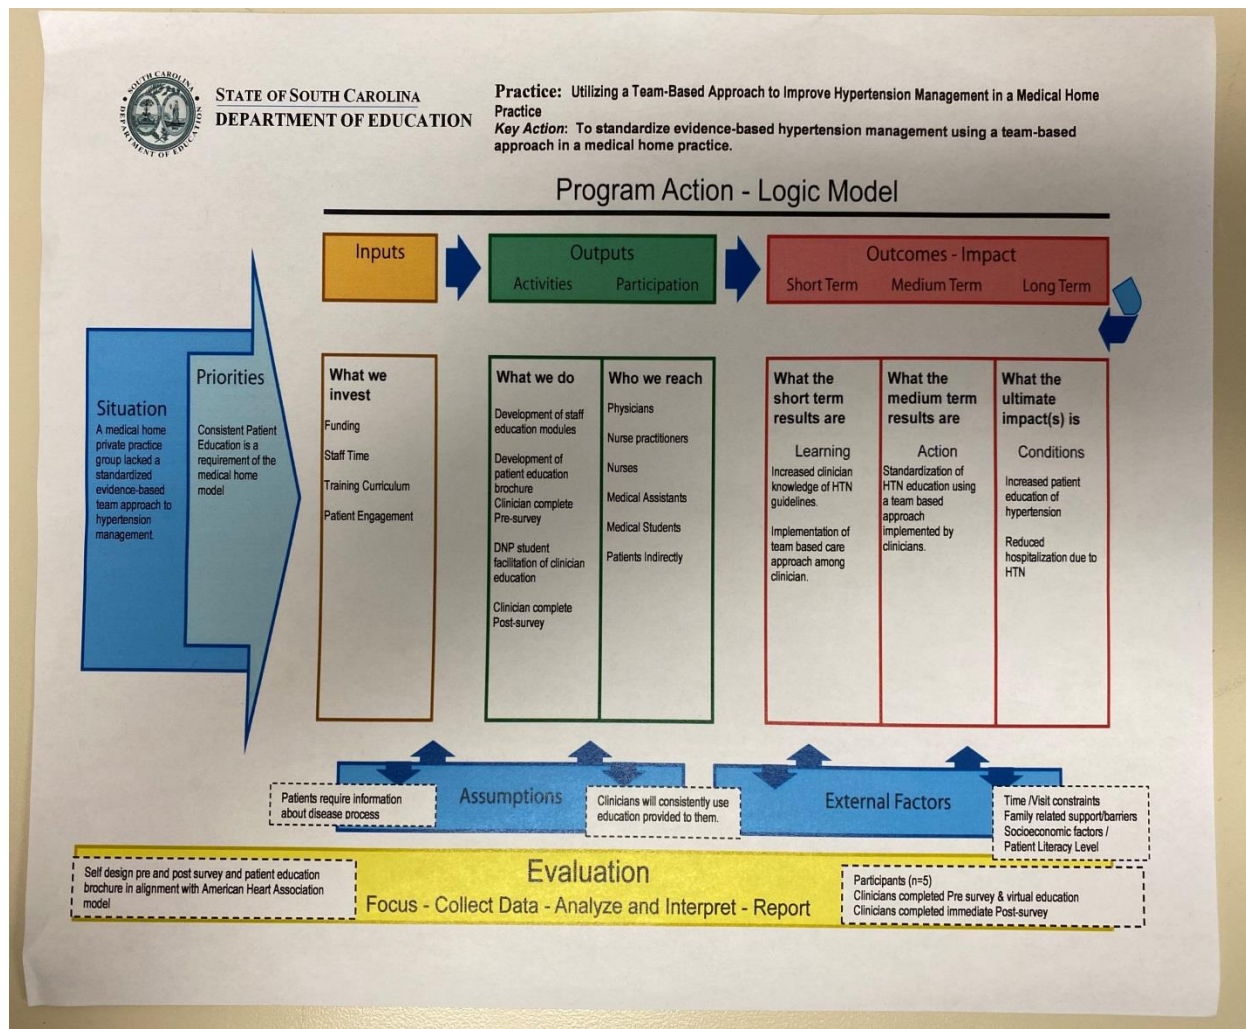 SOUTH CAROLINA
DEPARTMENT OF EDUCATION
STATE OF SOUTH CAROLINA
DEPARTMENT OF EDUCATION
Practice: Utilizing a Team-Based Approach to Improve Hypertension Management in a Medical Home
Practice
Key Action: To standardize evidence-based hypertension management using a team-based
approach in a medical home practice.
Program Action - Logic Model
Inputs
Outputs
Activities
Participation
Outcomes - Impact
Short Term
Medium Term
Long Term
Situation
A medical home
private practice
group lacked a
standardized
evidence-based
team approach to
hypertension
management.
Priorities
Consistent Patient
Education is a
requirement of the
medical home
model
What we
invest
Funding
Staff Time
Training Curriculum
Patient Engagement
What we do
Development of staff
education modules
Development of
patient education
brochure
Clinician complete
Pre-survey
DNP student
facilitation of clinician
education
Clinician complete
Post-survey
Who we reach
Physicians
Nurse practitioners
Nurses
Medical Assistants
Medical Students
Patients Indirectly
What the
short term
results are
Learning
Increased clinician
knowledge of HTN
guidelines.
Implementation of
team based care
approach among
clinician.
What the
medium term
results are
Action
Standardization of
HTN education using
a team based
approach
implemented by
clinicians.
What the
ultimate
impact(s) is
Conditions
Increased patient
education of
hypertension
Reduced
hospitalization due to
HTN
Patients require information
about disease process
Assumptions
Clinicians will consistently use
education provided to them.
External Factors
Time /Visit constraints
Family related support/barriers
Socioeconomic factors /
Patient Literacy Level
Self design pre and post survey and patient education
brochure in alignment with American Heart Association
model
Evaluation
Focus - Collect Data - Analyze and Interpret - Report
Participants (n=5)
Clinicians completed Pre survey & virtual education
Clinicians completed immediate Post-survey